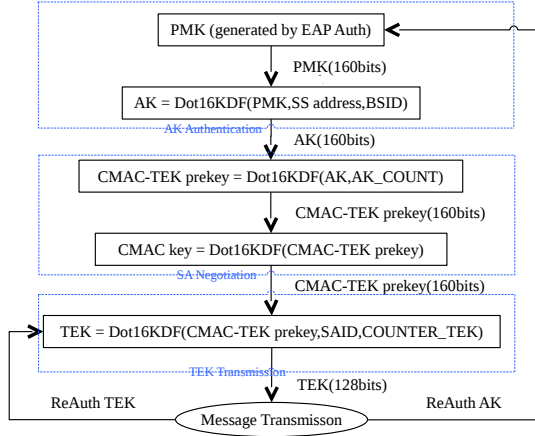 PMK (generated by EAP Auth)
PMK(160bits)
AK = Dot16KDF(PMK,SS address,BSID)
AK Authentication
AK(160bits)
CMAC-TEK prekey = Dot16KDF(AK,AK_COUNT)
CMAC-TEK prekey(160bits)
CMAC key = Dot16KDF(CMAC-TEK prekey)
SA Negotiation
CMAC-TEK prekey(160bits)
TEK = Dot16KDF(CMAC-TEK prekey,SAID,COUNTER_TEK)
TEK Transmission
TEK(128bits)
ReAuth TEK
ReAuth AK
Message Transmisson